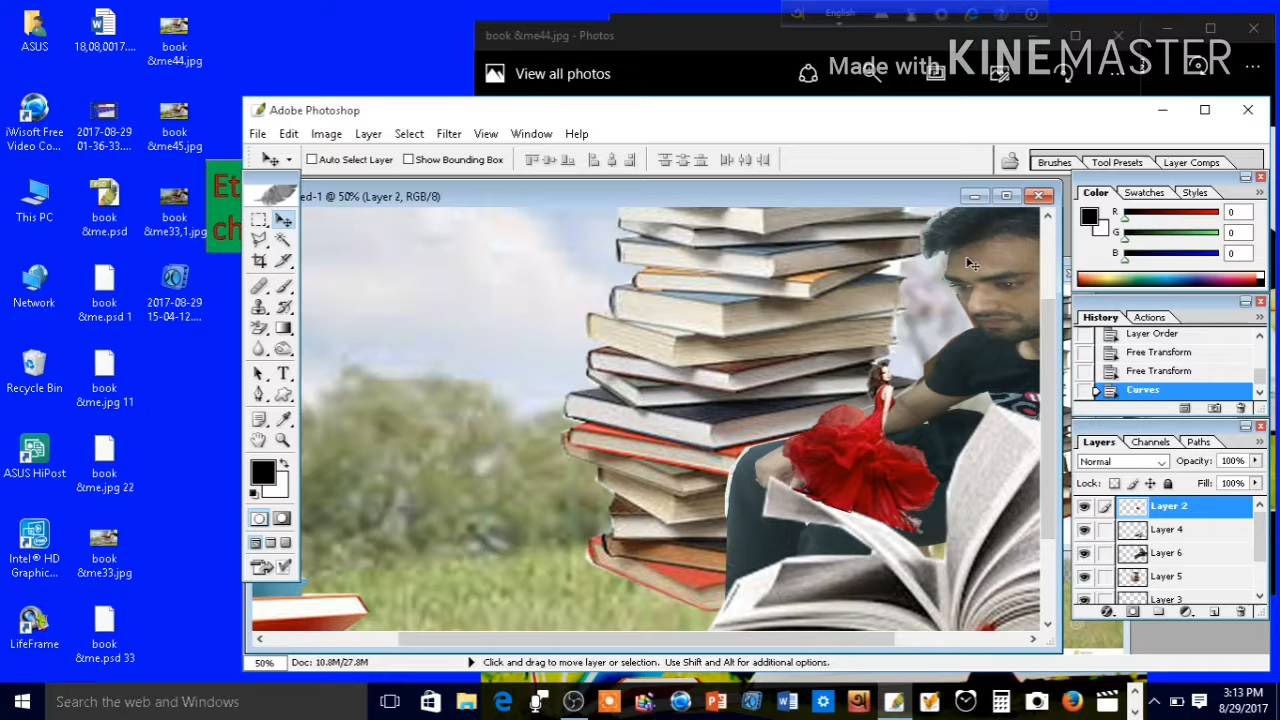 English
book &me44.jpg - Photos
View all photos
Made with KINEMASTER
ASUS
18,08,0017....
book &me44.jpg
iWisoft Free Video Co...
2017-08-29 01-36-33....
book &me45.jpg
This PC
book &me.psd
book &me33,1.jpg
Network
book &me.psd 1
2017-08-29 15-04-12....
Recycle Bin
book &me.jpg 11
ASUS HiPost
book &me.jpg 22
Intel® HD Graphic...
book &me33.jpg
LifeFrame
book &me.psd 33
Et
ch
Adobe Photoshop
File Edit Image Layer Select Filter View Window Help
Auto Select Layer Show Bounding Box
Brushes Tool Presets Layer Comps
ed-1 @ 50% (Layer 2, RGB/8)
Color Swatches Styles
R 0
G 0
B 0
History Actions
Layer Order
Free Transform
Free Transform
Curves
Layers Channels Paths
Normal Opacity: 100%
Lock: Fill: 100%
Layer 2
Layer 4
Layer 6
Layer 5
Layer 3
50% Doc: 10.8M/27.8M Click and drag to move layer or selection. Use Shift and Alt for additional options.
Search the web and Windows
3:13 PM
8/29/2017